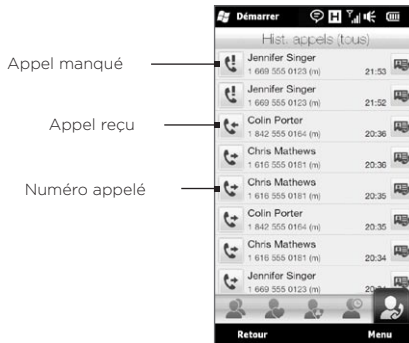 Démarrer
Hist. appels (tous)
Appel manqué
Jennifer Singer
1 669 555 0123 (m) 21:53
Jennifer Singer
1 669 555 0123 (m) 21:52
Appel reçu
Colin Porter
1 842 555 0164 (m) 20:36
Chris Mathews
1 616 555 0181 (m) 20:36
Numéro appelé
Chris Mathews
1 616 555 0181 (m) 20:35
Colin Porter
1 842 555 0164 (m) 20:35
Chris Mathews
1 616 555 0181 (m) 20:34
Jennifer Singer
1 669 555 0123 (m)
Retour Menu